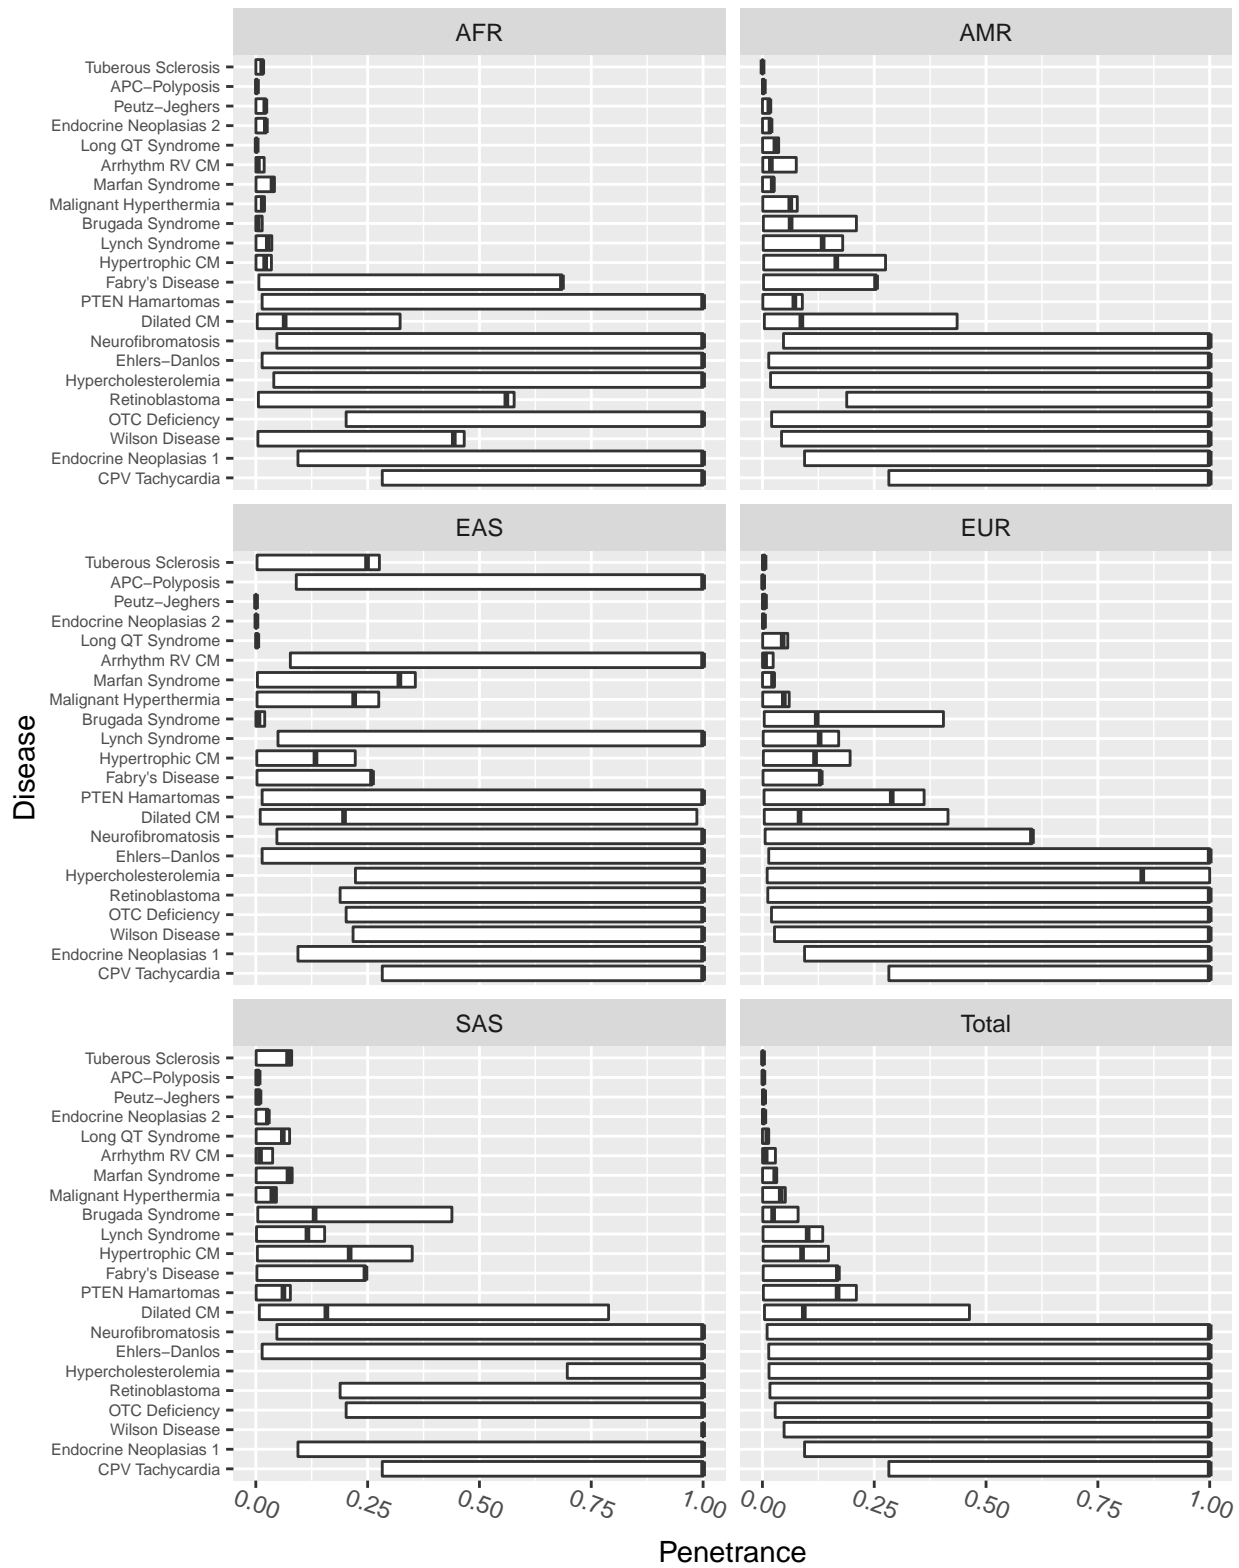 AFR AMR
Tuberous Sclerosis
APC−Polyposis
Peutz−Jeghers
Endocrine Neoplasias 2
Long QT Syndrome
Arrhythm RV CM
Marfan Syndrome
Malignant Hyperthermia
Brugada Syndrome
Lynch Syndrome
Hypertrophic CM
Fabry's Disease
PTEN Hamartomas
Dilated CM
Neurofibromatosis
Ehlers−Danlos
Hypercholesterolemia
Retinoblastoma
OTC Deficiency
Wilson Disease
Endocrine Neoplasias 1
CPV Tachycardia
EAS EUR
Tuberous Sclerosis
APC−Polyposis
Peutz−Jeghers
Endocrine Neoplasias 2
Long QT Syndrome
Arrhythm RV CM
Marfan Syndrome
Malignant Hyperthermia
Brugada Syndrome
Lynch Syndrome
Hypertrophic CM
Fabry's Disease
PTEN Hamartomas
Dilated CM
Neurofibromatosis
Ehlers−Danlos
Hypercholesterolemia
Retinoblastoma
OTC Deficiency
Wilson Disease
Endocrine Neoplasias 1
CPV Tachycardia
Disease
SAS Total
Tuberous Sclerosis
APC−Polyposis
Peutz−Jeghers
Endocrine Neoplasias 2
Long QT Syndrome
Arrhythm RV CM
Marfan Syndrome
Malignant Hyperthermia
Brugada Syndrome
Lynch Syndrome
Hypertrophic CM
Fabry's Disease
PTEN Hamartomas
Dilated CM
Neurofibromatosis
Ehlers−Danlos
Hypercholesterolemia
Retinoblastoma
OTC Deficiency
Wilson Disease
Endocrine Neoplasias 1
CPV Tachycardia
0.00 0.25 0.50 0.75 1.00 0.00 0.25 0.50 0.75 1.00
Penetrance